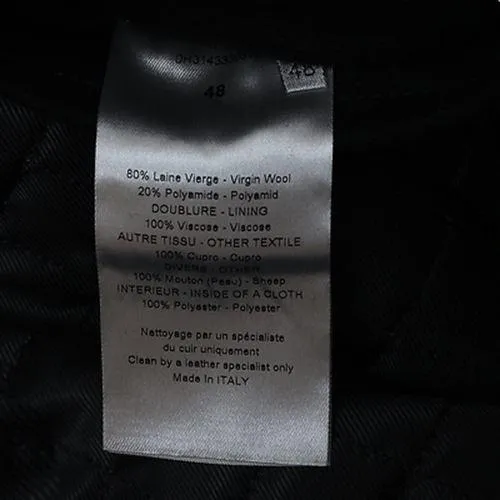 48
48
80% Laine Vierge - Virgin Wool
20% Polyamide - Polyamid
DOUBLURE - LINING
100% Viscose - Viscose
AUTRE TISSU - OTHER TEXTILE
100% Cupro - Cupro
DIVERS - OTHER
100% Mouton (Peau) - Sheep
INTERIEUR - INSIDE OF A CLOTH
100% Polyester - Polyester
Nettoyage par un spécialiste
du cuir uniquement
Clean by a leather specialist only
Made In ITALY